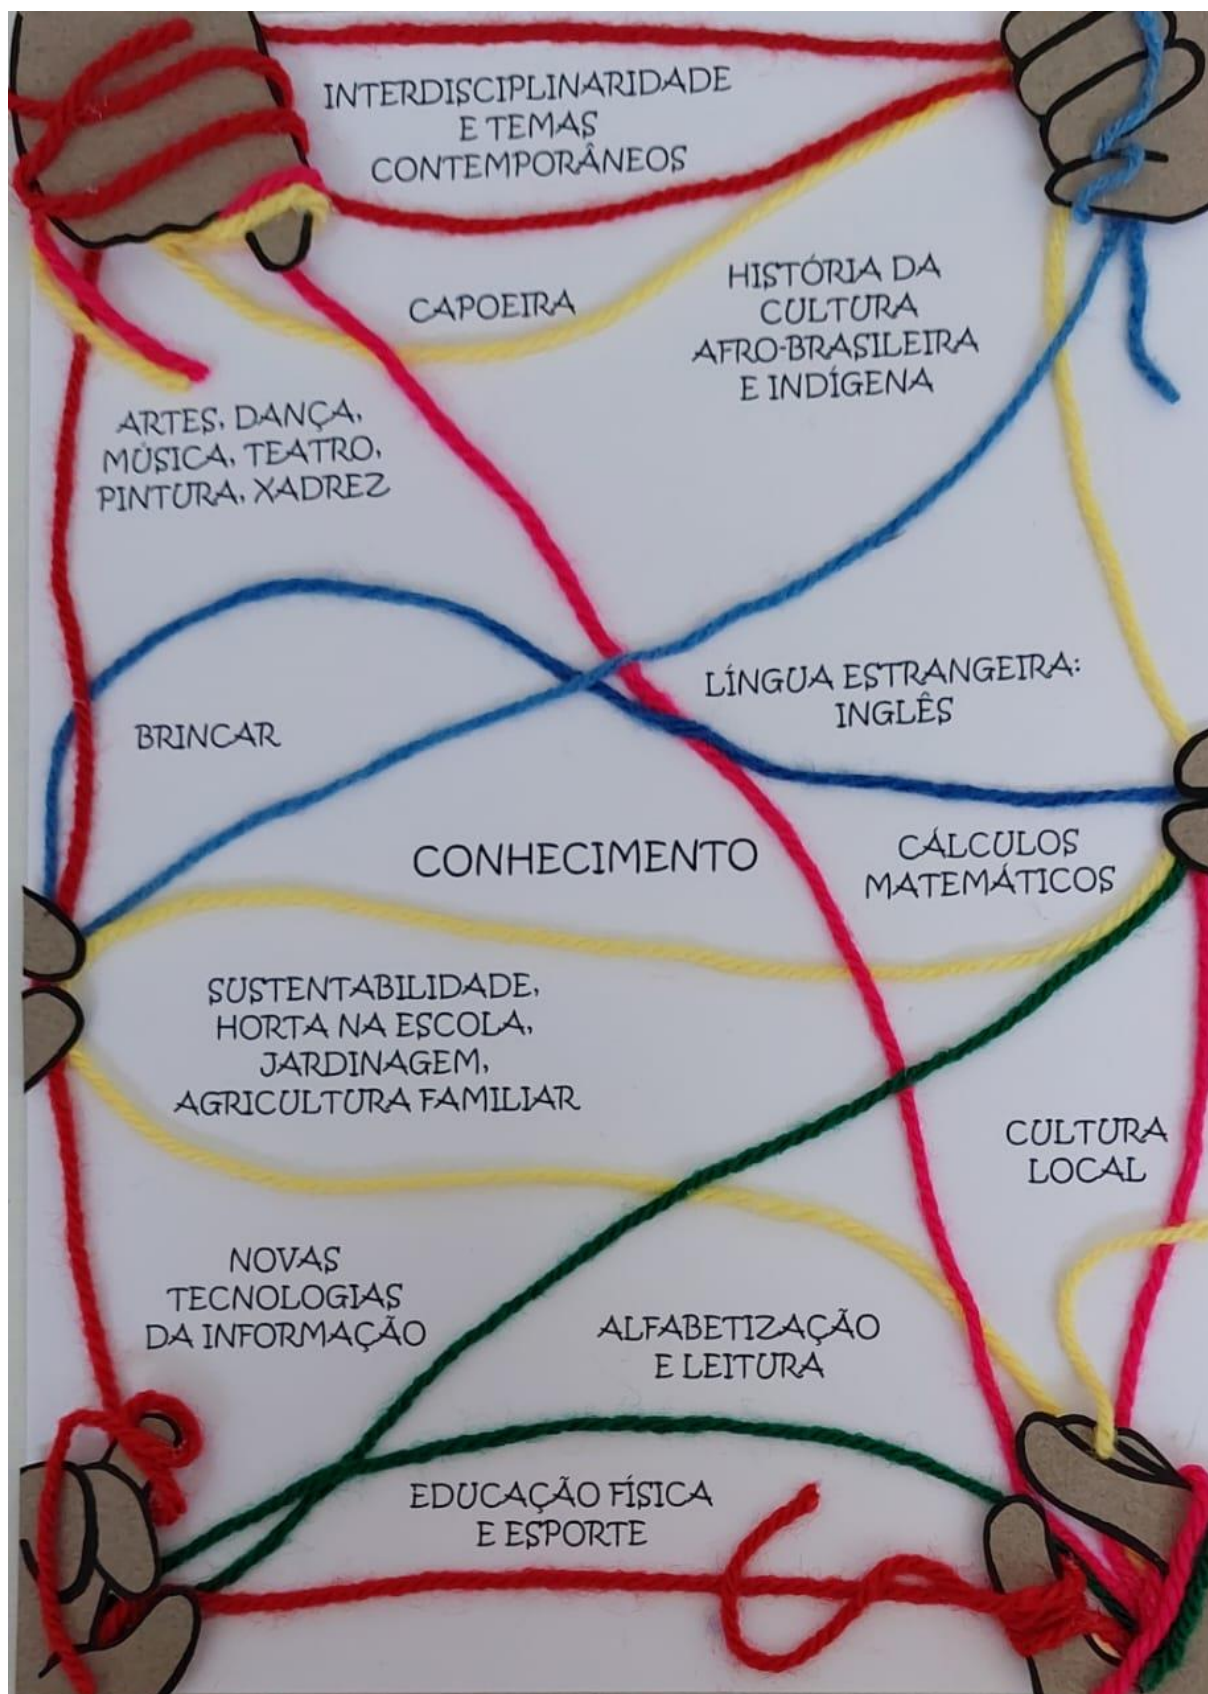 INTERDISCIPLINARIDADE
E TEMAS
CONTEMPORÂNEOS
CAPOEIRA
HISTÓRIA DA
CULTURA
AFRO-BRASILEIRA
E INDÍGENA
ARTES, DANÇA,
MÚSICA, TEATRO,
PINTURA, XADREZ
BRINCAR
LÍNGUA ESTRANGEIRA:
INGLÊS
CONHECIMENTO
CÁLCULOS
MATEMÁTICOS
SUSTENTABILIDADE,
HORTA NA ESCOLA,
JARDINAGEM,
AGRICULTURA FAMILIAR
CULTURA
LOCAL
NOVAS
TECNOLOGIAS
DA INFORMAÇÃO
ALFABETIZAÇÃO
E LEITURA
EDUCAÇÃO FÍSICA
E ESPORTE